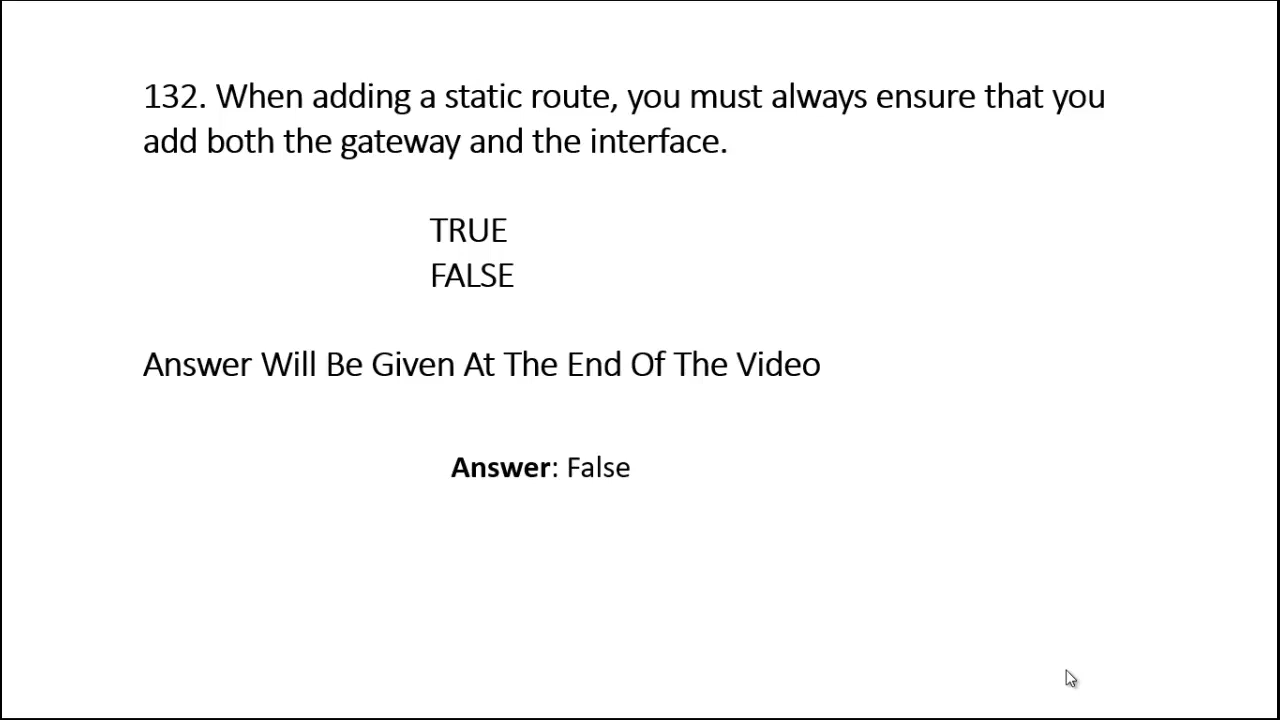 132. When adding a static route, you must always ensure that you
add both the gateway and the interface.
TRUE
FALSE
Answer Will Be Given At The End Of The Video
Answer: False